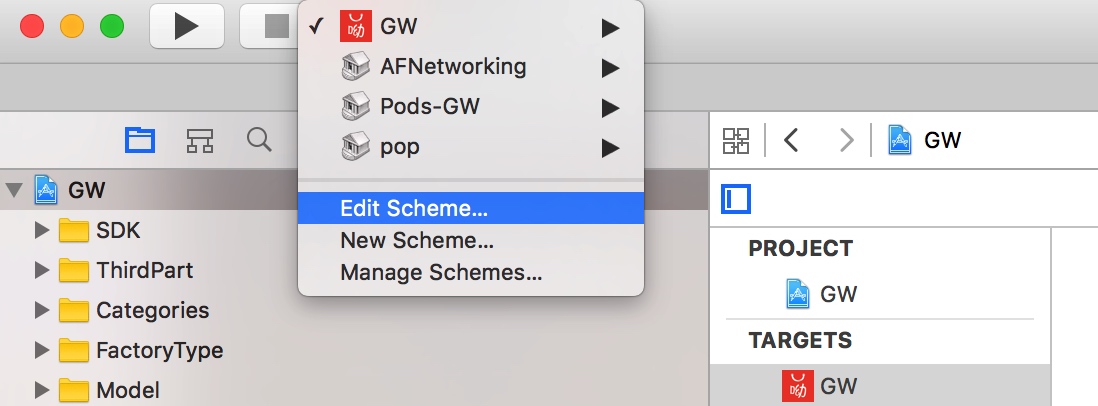 GW
AFNetworking
Pods-GW
pop
Edit Scheme...
New Scheme...
Manage Schemes...
GW
SDK
ThirdPart
Categories
FactoryType
Model
GW
PROJECT
GW
TARGETS
GW